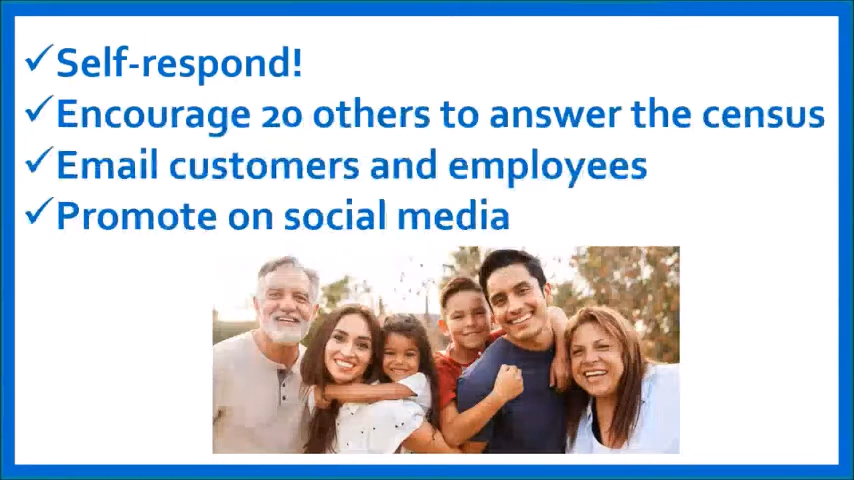 ✓Self-respond!
✓Encourage 20 others to answer the census
✓Email customers and employees
✓Promote on social media